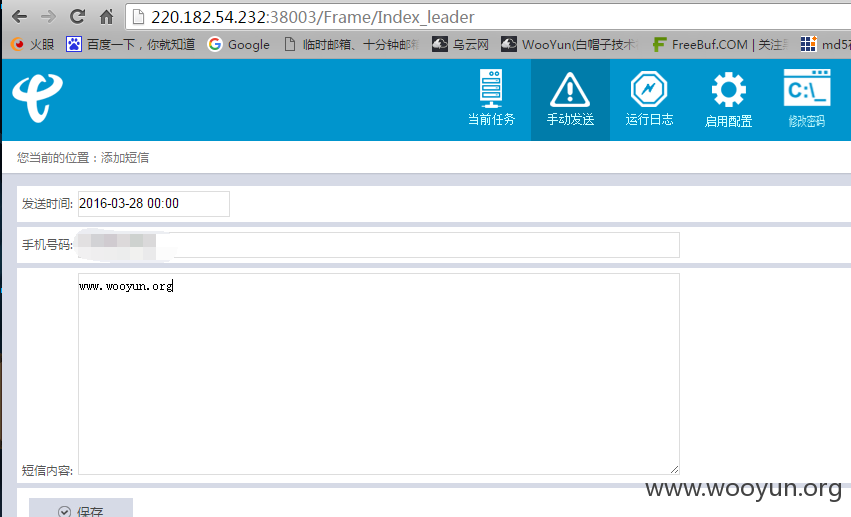 220.182.54.232:38003/Frame/Index_leader
火眼 百度一下，你就知道 Google 临时邮箱、十分钟邮 乌云网 WooYun(白帽子技术 FreeBuf.COM | 关注 md5
当前任务 手动发送 运行日志 启用配置 C:\_ 修改密码
您当前的位置：添加短信
发送时间: 2016-03-28 00:00
手机号码:
www.wooyun.org
短信内容:
www.wooyun.org
保存